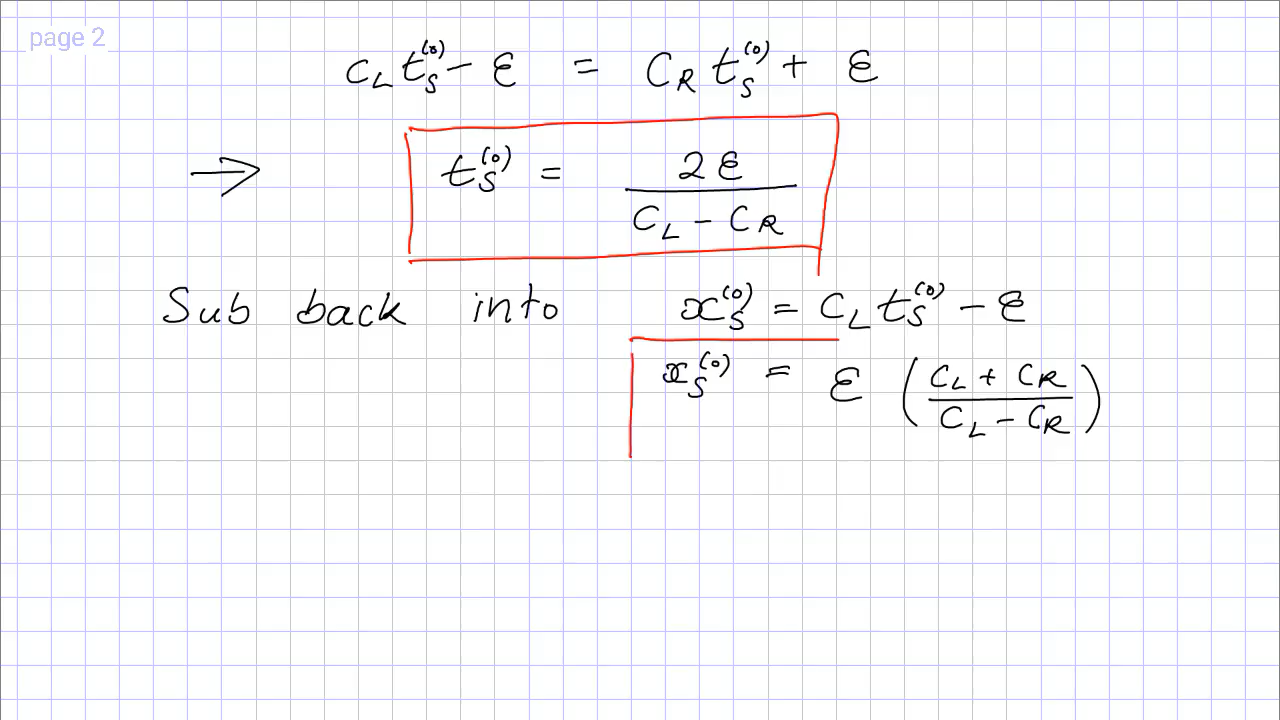 page 2
C_L t_S^(0) - ε = C_R t_S^(0) + ε
→ t_S^(0) = 2ε / (C_L - C_R)
Sub back into x_S^(0) = C_L t_S^(0) - ε
x_S^(0) = ε ((C_L + C_R) / (C_L - C_R))